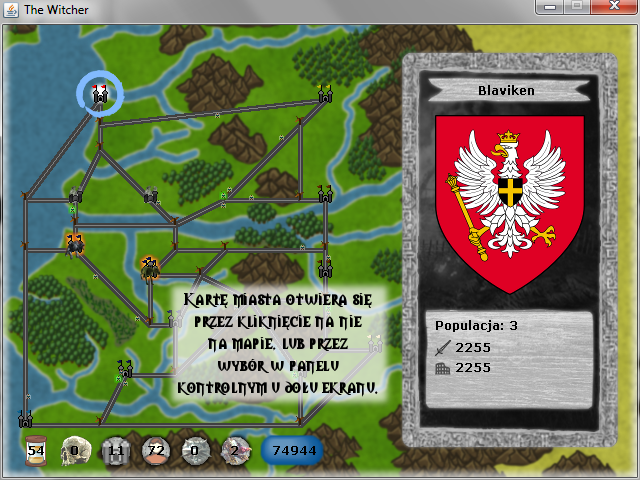 The Witcher
Blaviken
Populacja: 3
2255
2255
Kartę miasta otwiera się
przez kliknięcie na nie
na mapie, lub przez
wybór w panelu
kontrolnym u dołu ekranu.
54 0 11 72 0 2 74944